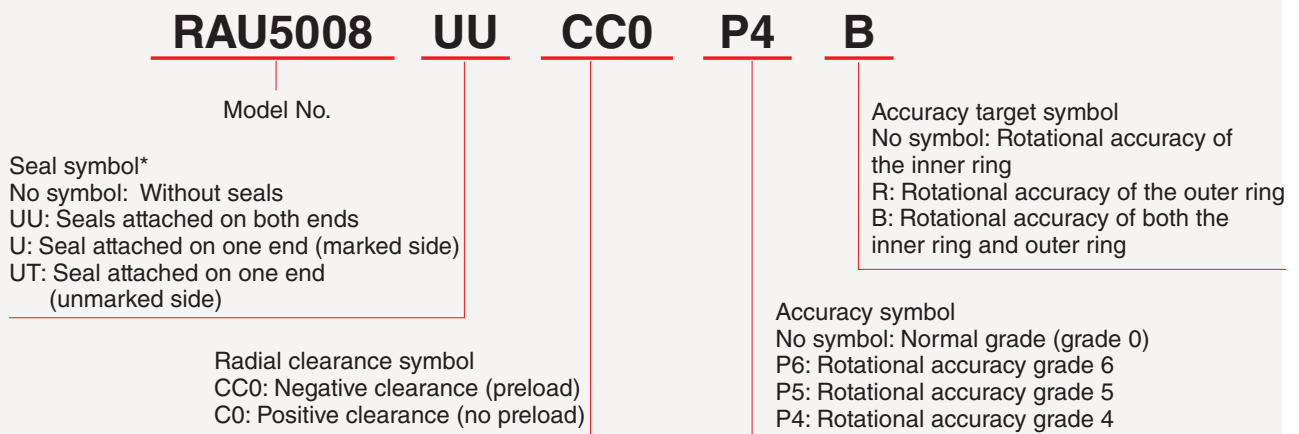 RAU5008 UU CC0 P4 B
Model No.
Seal symbol*
No symbol: Without seals
UU: Seals attached on both ends
U: Seal attached on one end (marked side)
UT: Seal attached on one end
(unmarked side)
Radial clearance symbol
CC0: Negative clearance (preload)
C0: Positive clearance (no preload)
Accuracy target symbol
No symbol: Rotational accuracy of
the inner ring
R: Rotational accuracy of the outer ring
B: Rotational accuracy of both the
inner ring and outer ring
Accuracy symbol
No symbol: Normal grade (grade 0)
P6: Rotational accuracy grade 6
P5: Rotational accuracy grade 5
P4: Rotational accuracy grade 4